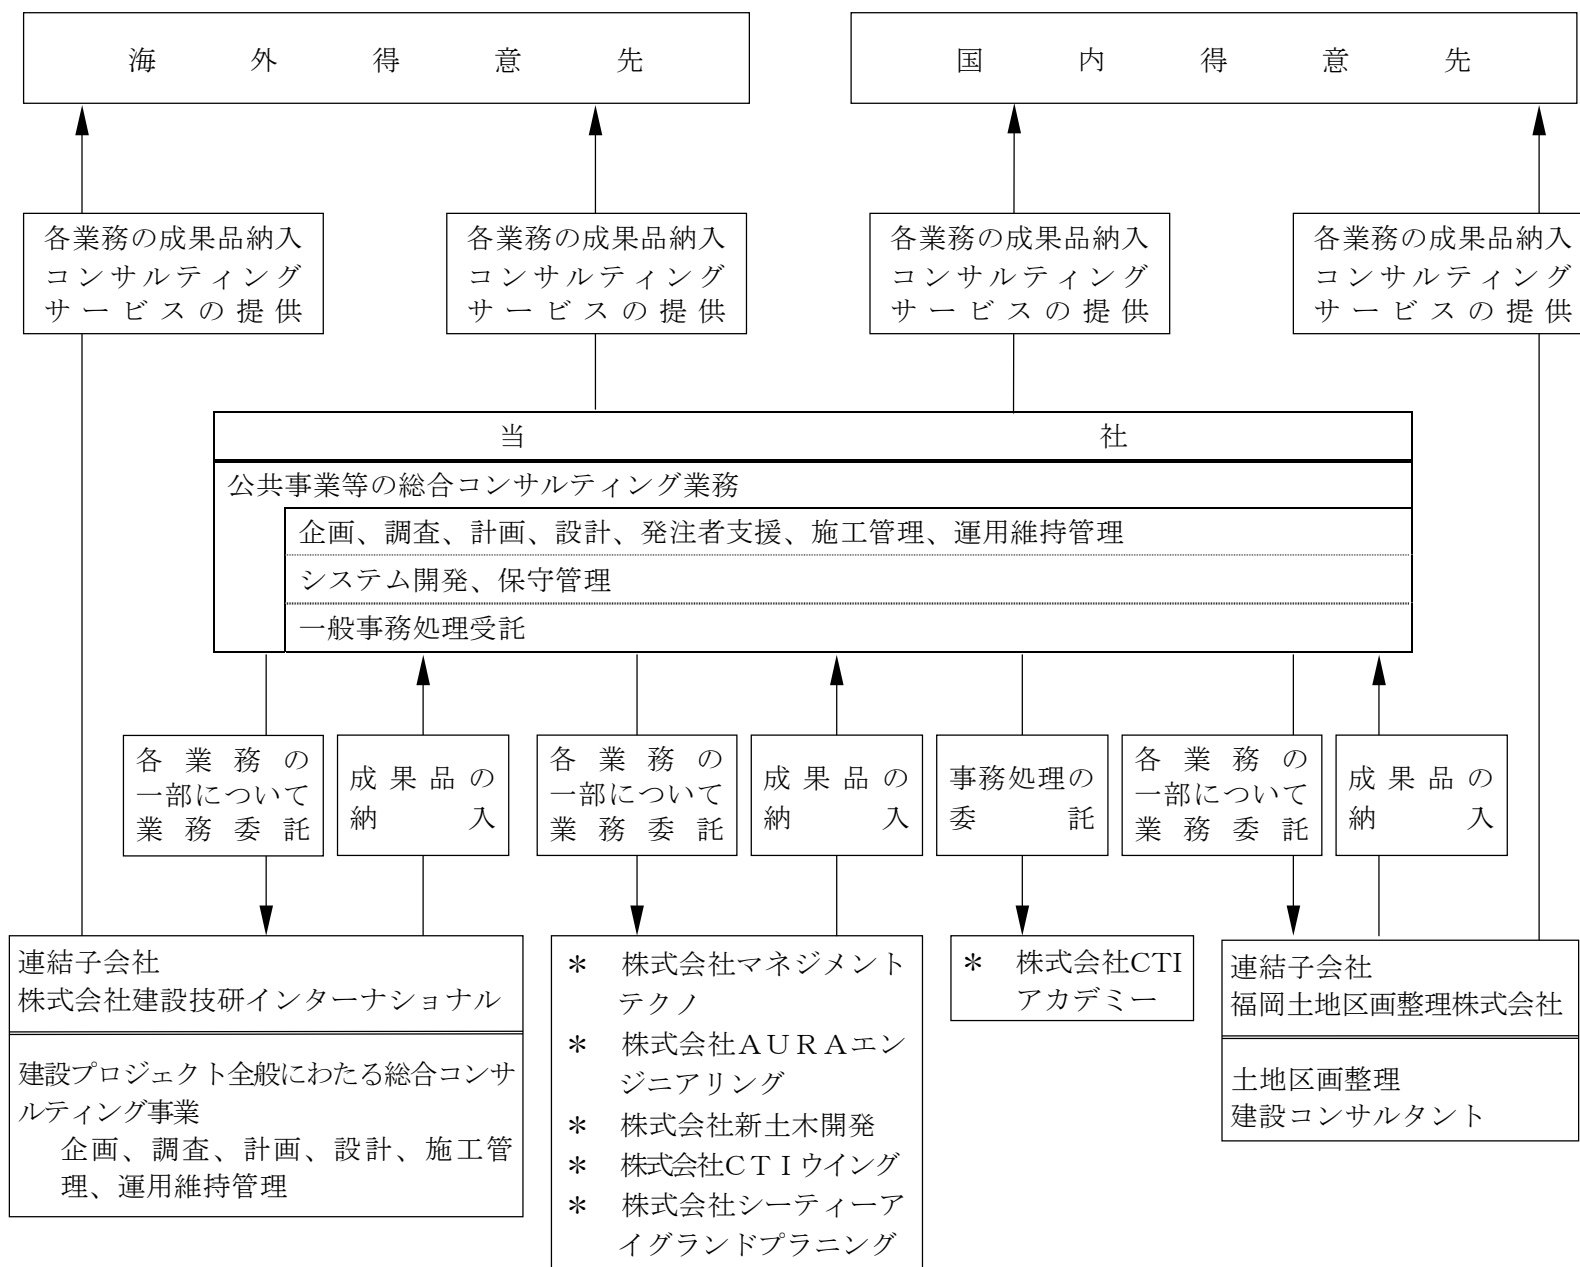 海外得意先
国内得意先
各業務の成果品納入
コンサルティング
サービスの提供
各業務の成果品納入
コンサルティング
サービスの提供
各業務の成果品納入
コンサルティング
サービスの提供
各業務の成果品納入
コンサルティング
サービスの提供
当社
公共事業等の総合コンサルティング業務
企画、調査、計画、設計、発注者支援、施工管理、運用維持管理
システム開発、保守管理
一般事務処理受託
各業務の
一部について
業務委託
成果品の
納入
各業務の
一部について
業務委託
成果品の
納入
事務処理の
委託
各業務の
一部について
業務委託
成果品の
納入
連結子会社
株式会社建設技研インターナショナル
建設プロジェクト全般にわたる総合コンサ
ルティング事業
企画、調査、計画、設計、施工管
理、運用維持管理
＊ 株式会社マネジメント
テクノ
＊ 株式会社ＡＵＲＡエン
ジニアリング
＊ 株式会社新土木開発
＊ 株式会社ＣＴＩウイング
＊ 株式会社シーティーア
イグランドプラニング
＊ 株式会社CTI
アカデミー
連結子会社
福岡土地区画整理株式会社
土地区画整理
建設コンサルタント